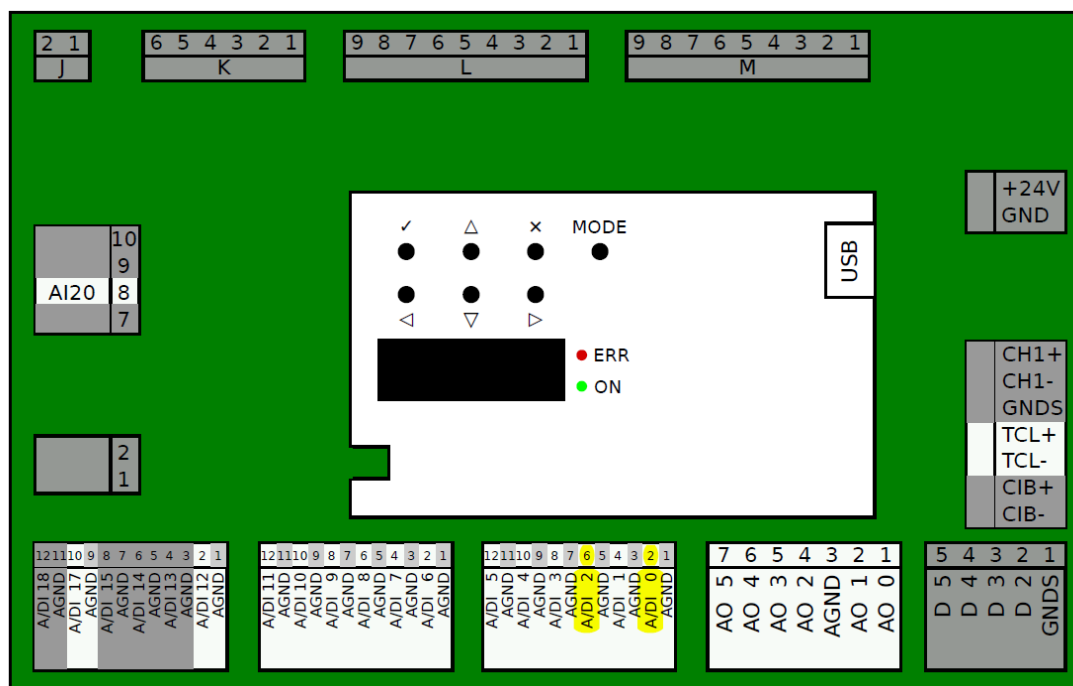 2 1
J
6 5 4 3 2 1
K
9 8 7 6 5 4 3 2 1
L
9 8 7 6 5 4 3 2 1
M
✓ △ × MODE
◁ ▽ ▷
USB
ERR
ON
+24V
GND
10
9
AI20 8
7
2
1
CH1+
CH1-
GNDS
TCL+
TCL-
CIB+
CIB-
12 11 10 9 8 7 6 5 4 3 2 1
A/DI 18
AGND
A/DI 17
AGND
A/DI 15
AGND
A/DI 14
AGND
A/DI 13
AGND
A/DI 12
AGND
12 11 10 9 8 7 6 5 4 3 2 1
A/DI 11
AGND
A/DI 10
AGND
A/DI 9
AGND
A/DI 8
AGND
A/DI 7
AGND
A/DI 6
AGND
12 11 10 9 8 7 6 5 4 3 2 1
A/DI 5
AGND
A/DI 4
AGND
A/DI 3
AGND
A/DI 2
AGND
A/DI 1
AGND
A/DI 0
AGND
7 6 5 4 3 2 1
AO 5
AO 4
AO 3
AO 2
AGND
AO 1
AO 0
5 4 3 2 1
D 5
D 4
D 3
D 2
GNDS